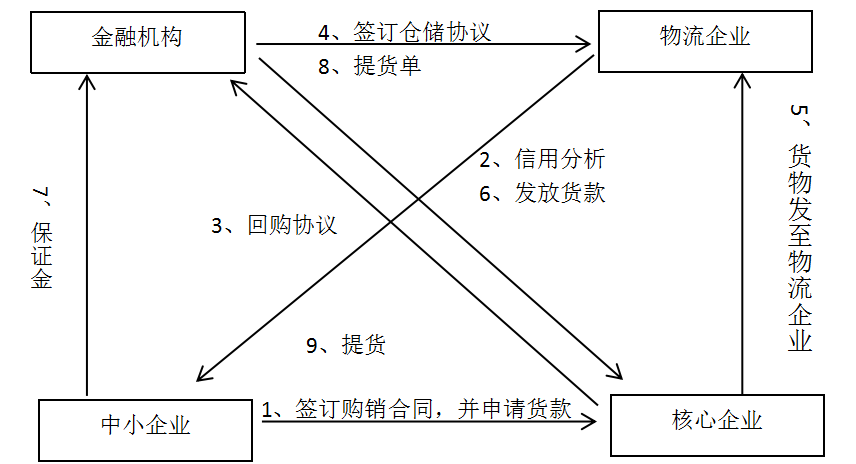 金融机构
4、签订仓储协议
物流企业
8、提货单
2、信用分析
6、发放货款
5、货物发至物流企业
7、保证金
3、回购协议
9、提货
1、签订购销合同，并申请货款
中小企业
核心企业